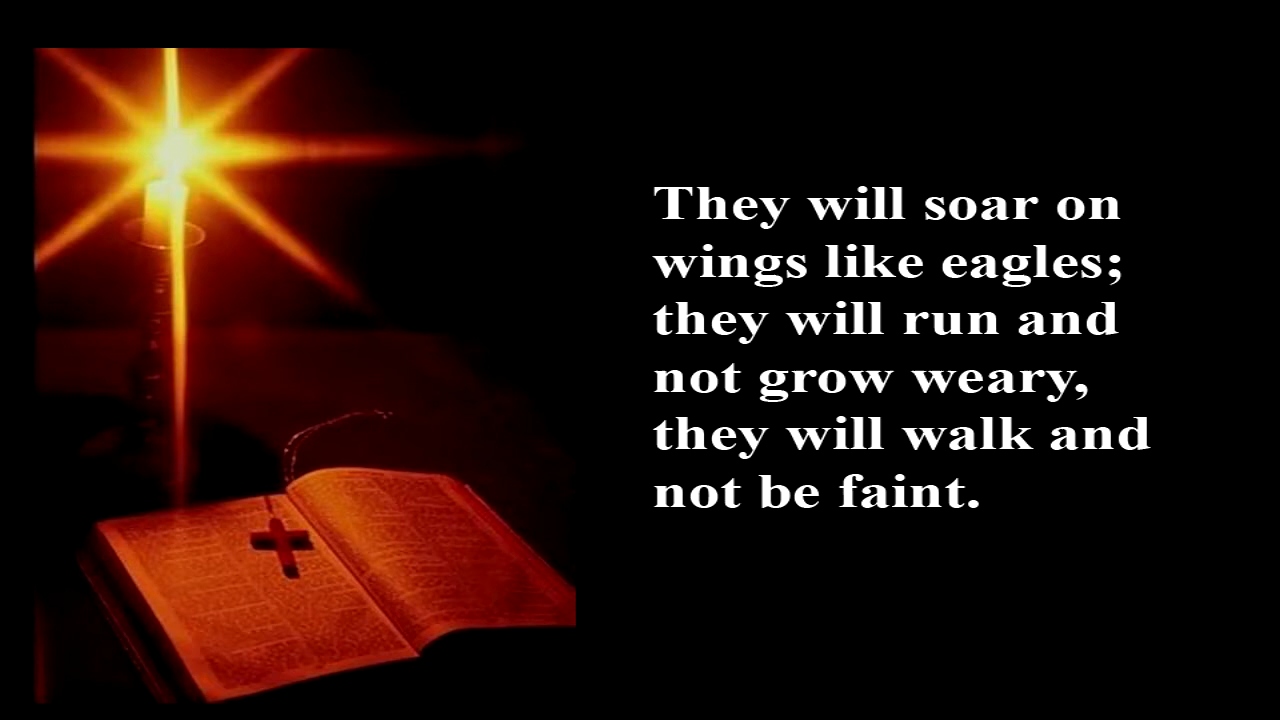 They will soar on
wings like eagles;
they will run and
not grow weary,
they will walk and
not be faint.